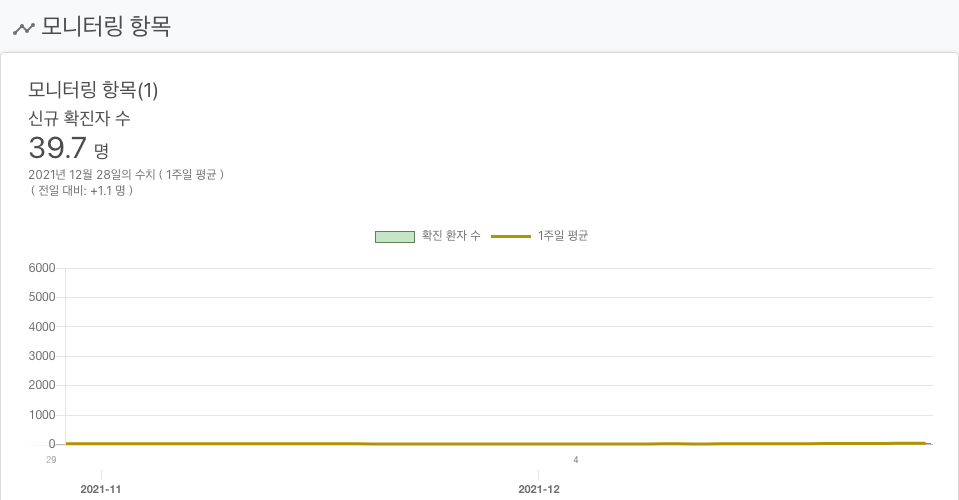 모니터링 항목
모니터링 항목(1)
신규 확진자 수
39.7 명
2021년 12월 28일의 수치 ( 1주일 평균 )
( 전일 대비: +1.1 명 )
확진 환자 수 1주일 평균
6000
5000
4000
3000
2000
1000
0
29 4
2021-11 2021-12